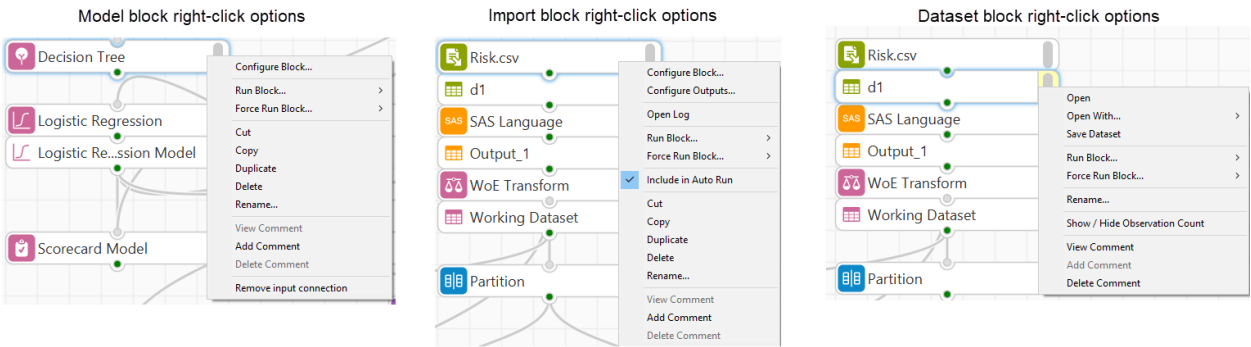 Model block right-click options
Decision Tree
Logistic Regression
Logistic Re...ssion Model
Scorecard Model
Configure Block...
Run Block...
Force Run Block...
Cut
Copy
Duplicate
Delete
Rename...
View Comment
Add Comment
Delete Comment
Remove input connection
Import block right-click options
Risk.csv
d1
SAS SAS Language
Output_1
WoE Transform
Working Dataset
Partition
Configure Block...
Configure Outputs...
Open Log
Run Block...
Force Run Block...
Include in Auto Run
Cut
Copy
Duplicate
Delete
Rename...
View Comment
Add Comment
Delete Comment
Dataset block right-click options
Risk.csv
d1
SAS SAS Language
Output_1
WoE Transform
Working Dataset
Partition
Open
Open With...
Save Dataset
Run Block...
Force Run Block...
Rename...
Show / Hide Observation Count
View Comment
Add Comment
Delete Comment